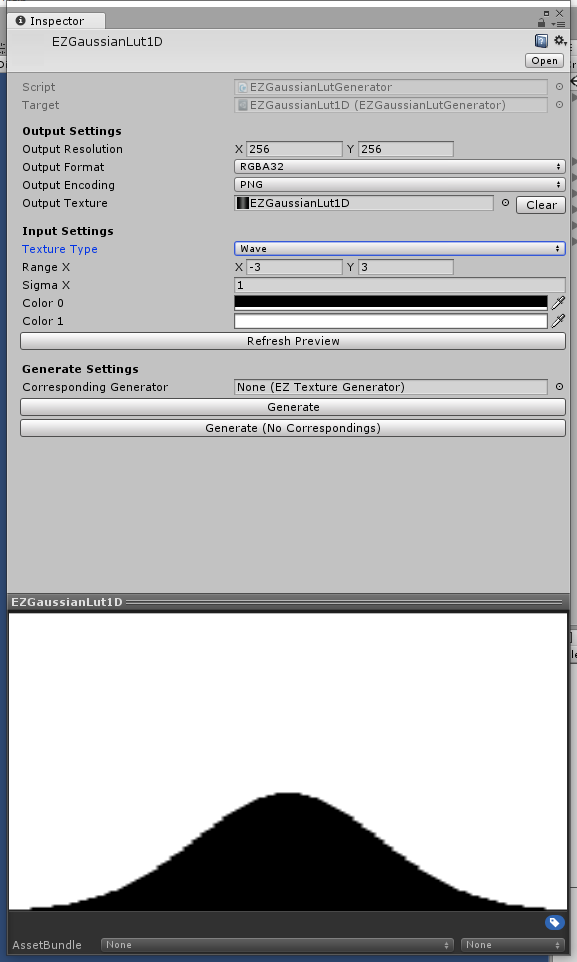 Inspector
EZGaussianLut1D
Open
Script EZGaussianLutGenerator
Target EZGaussianLut1D (EZGaussianLutGenerator)
Output Settings
Output Resolution X 256 Y 256
Output Format RGBA32
Output Encoding PNG
Output Texture EZGaussianLut1D Clear
Input Settings
Texture Type Wave
Range X X -3 Y 3
Sigma X 1
Color 0
Color 1
Refresh Preview
Generate Settings
Corresponding Generator None (EZ Texture Generator)
Generate
Generate (No Correspondings)
EZGaussianLut1D
AssetBundle None None